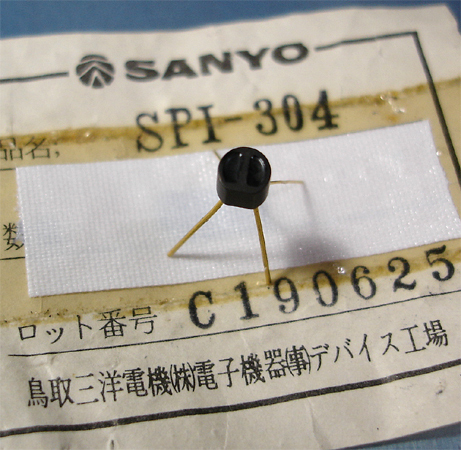 SANYO
品名; SPI-304
数
ロット番号 C190625
鳥取三洋電機㈱電子機器(事)デバイス工場